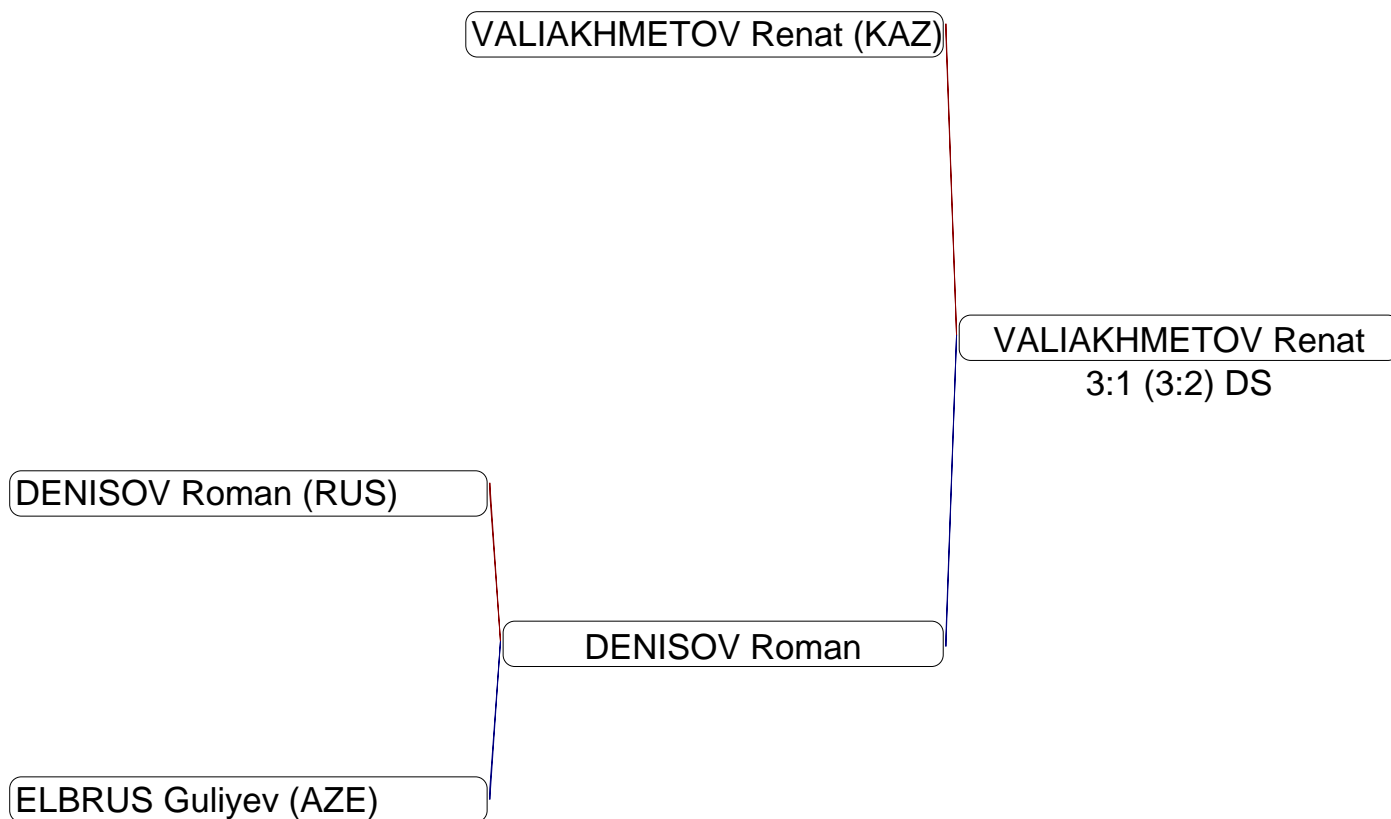 VALIAKHMETOV Renat (KAZ)
VALIAKHMETOV Renat
3:1 (3:2) DS
DENISOV Roman (RUS)
DENISOV Roman
ELBRUS Guliyev (AZE)